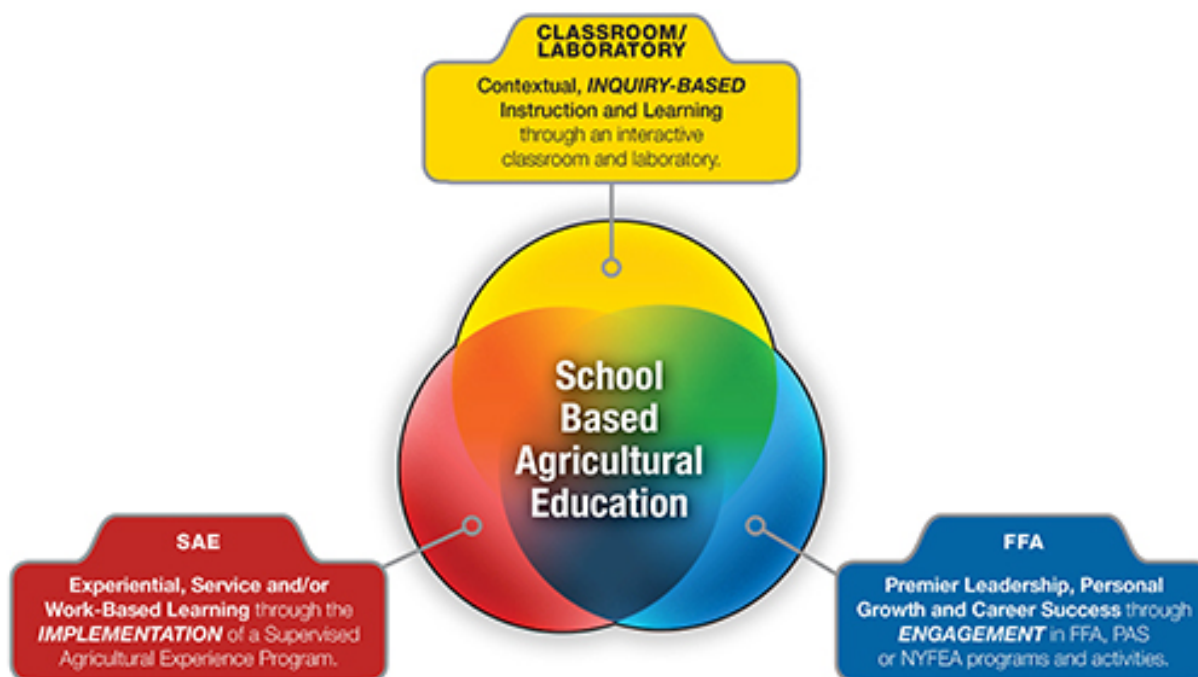 CLASSROOM/
LABORATORY
Contextual, INQUIRY-BASED
Instruction and Learning
through an interactive
classroom and laboratory.
School
Based
Agricultural
Education
SAE
Experiential, Service and/or
Work-Based Learning through the
IMPLEMENTATION of a Supervised
Agricultural Experience Program.
FFA
Premier Leadership, Personal
Growth and Career Success through
ENGAGEMENT in FFA, PAS
or NYFEA programs and activities.